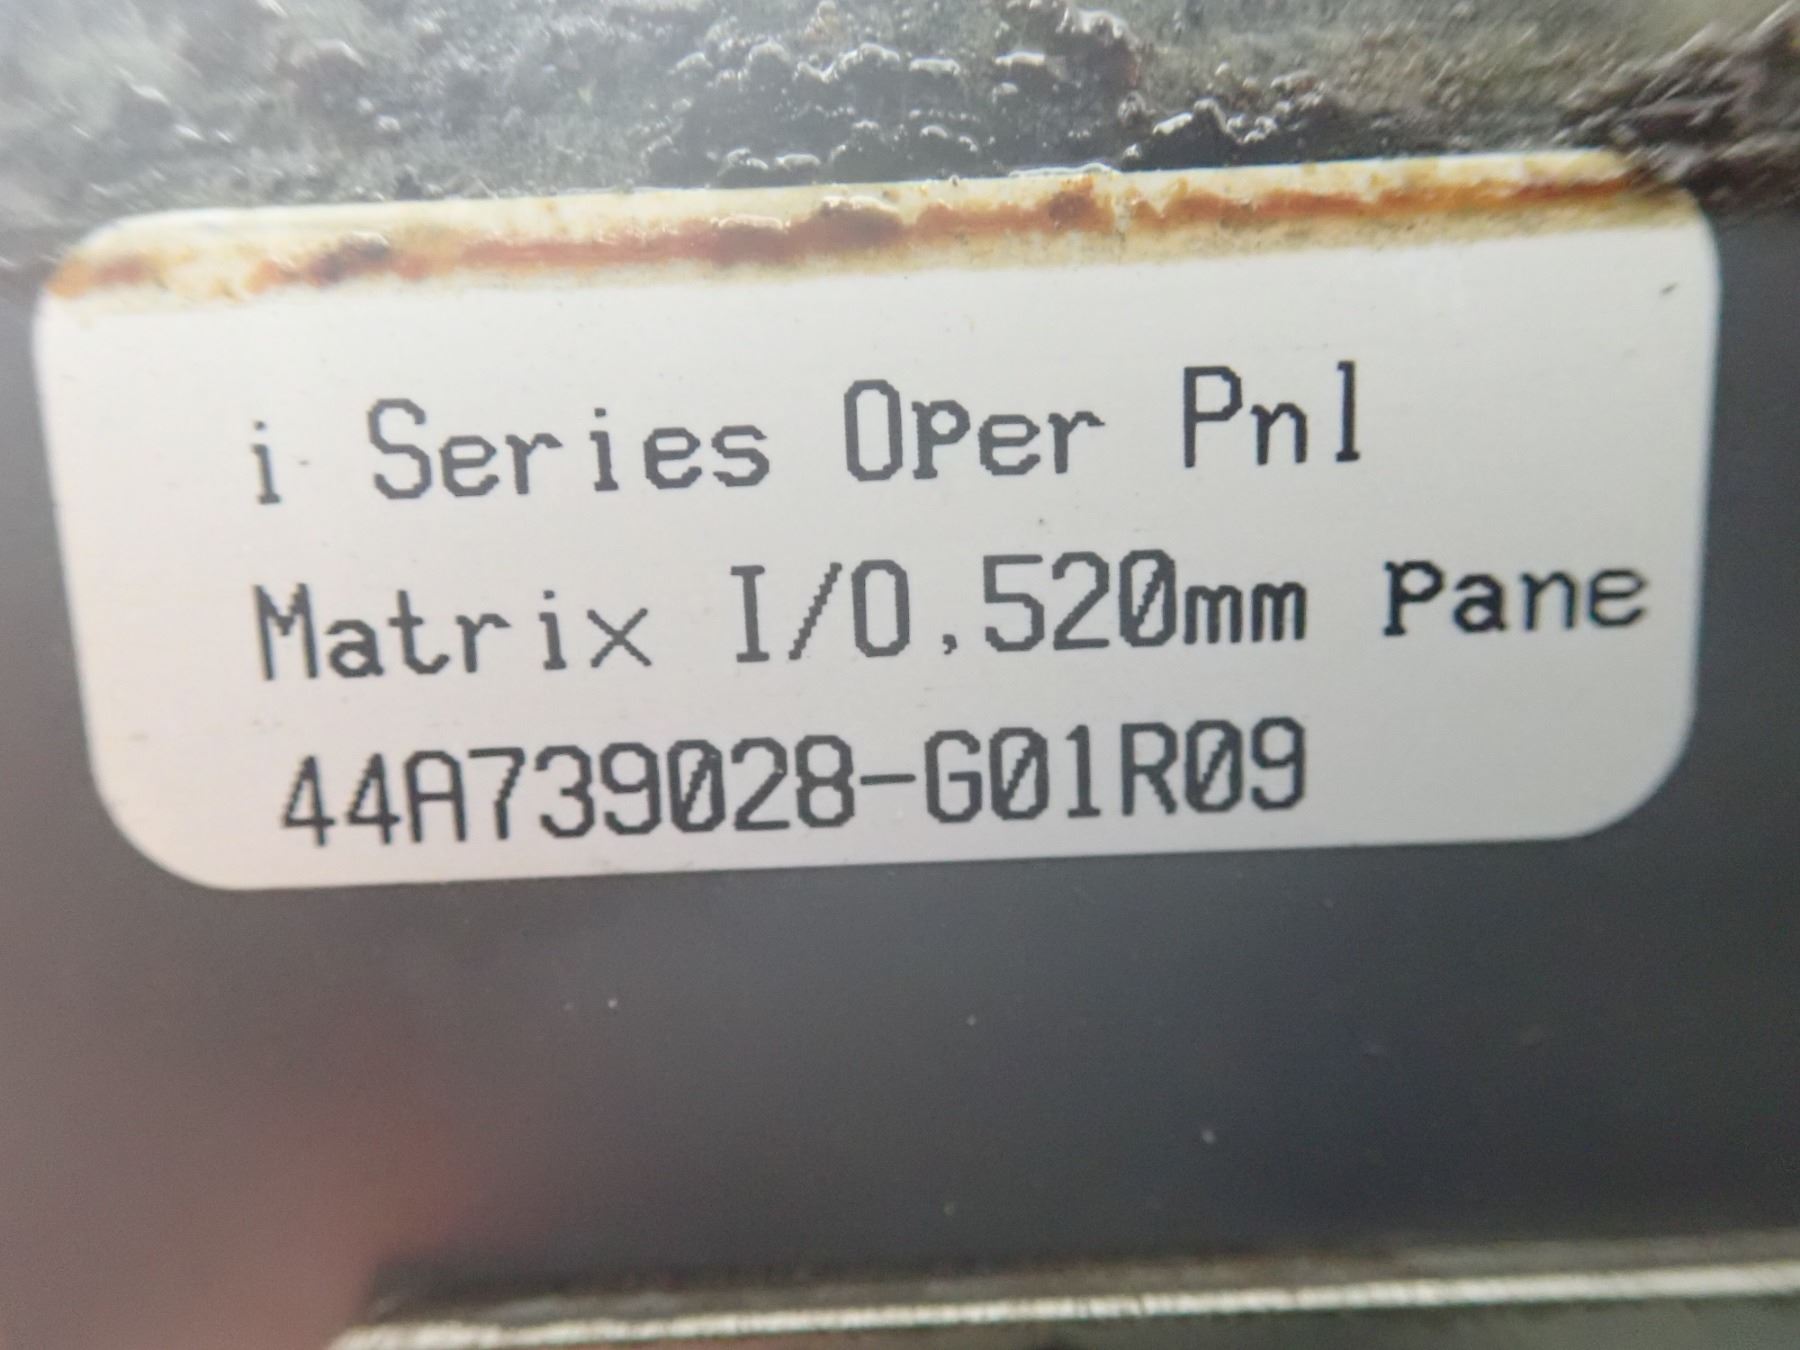 i Series Oper Pnl
Matrix I/O,520mm pane
44A739028-G01R09